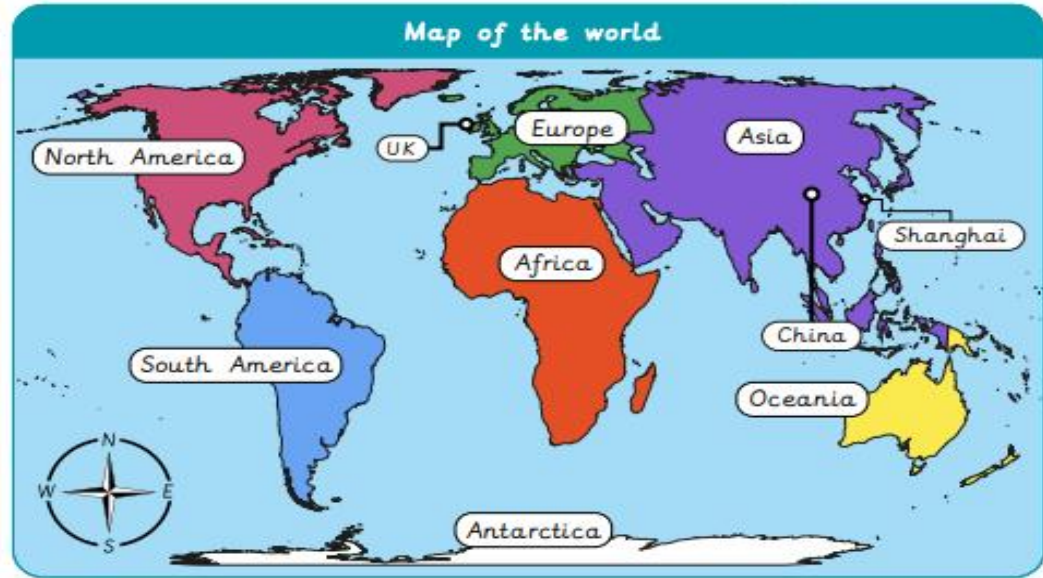 Map of the world
North America
UK
Europe
Asia
Shanghai
Africa
China
South America
Oceania
N
W
E
S
Antarctica